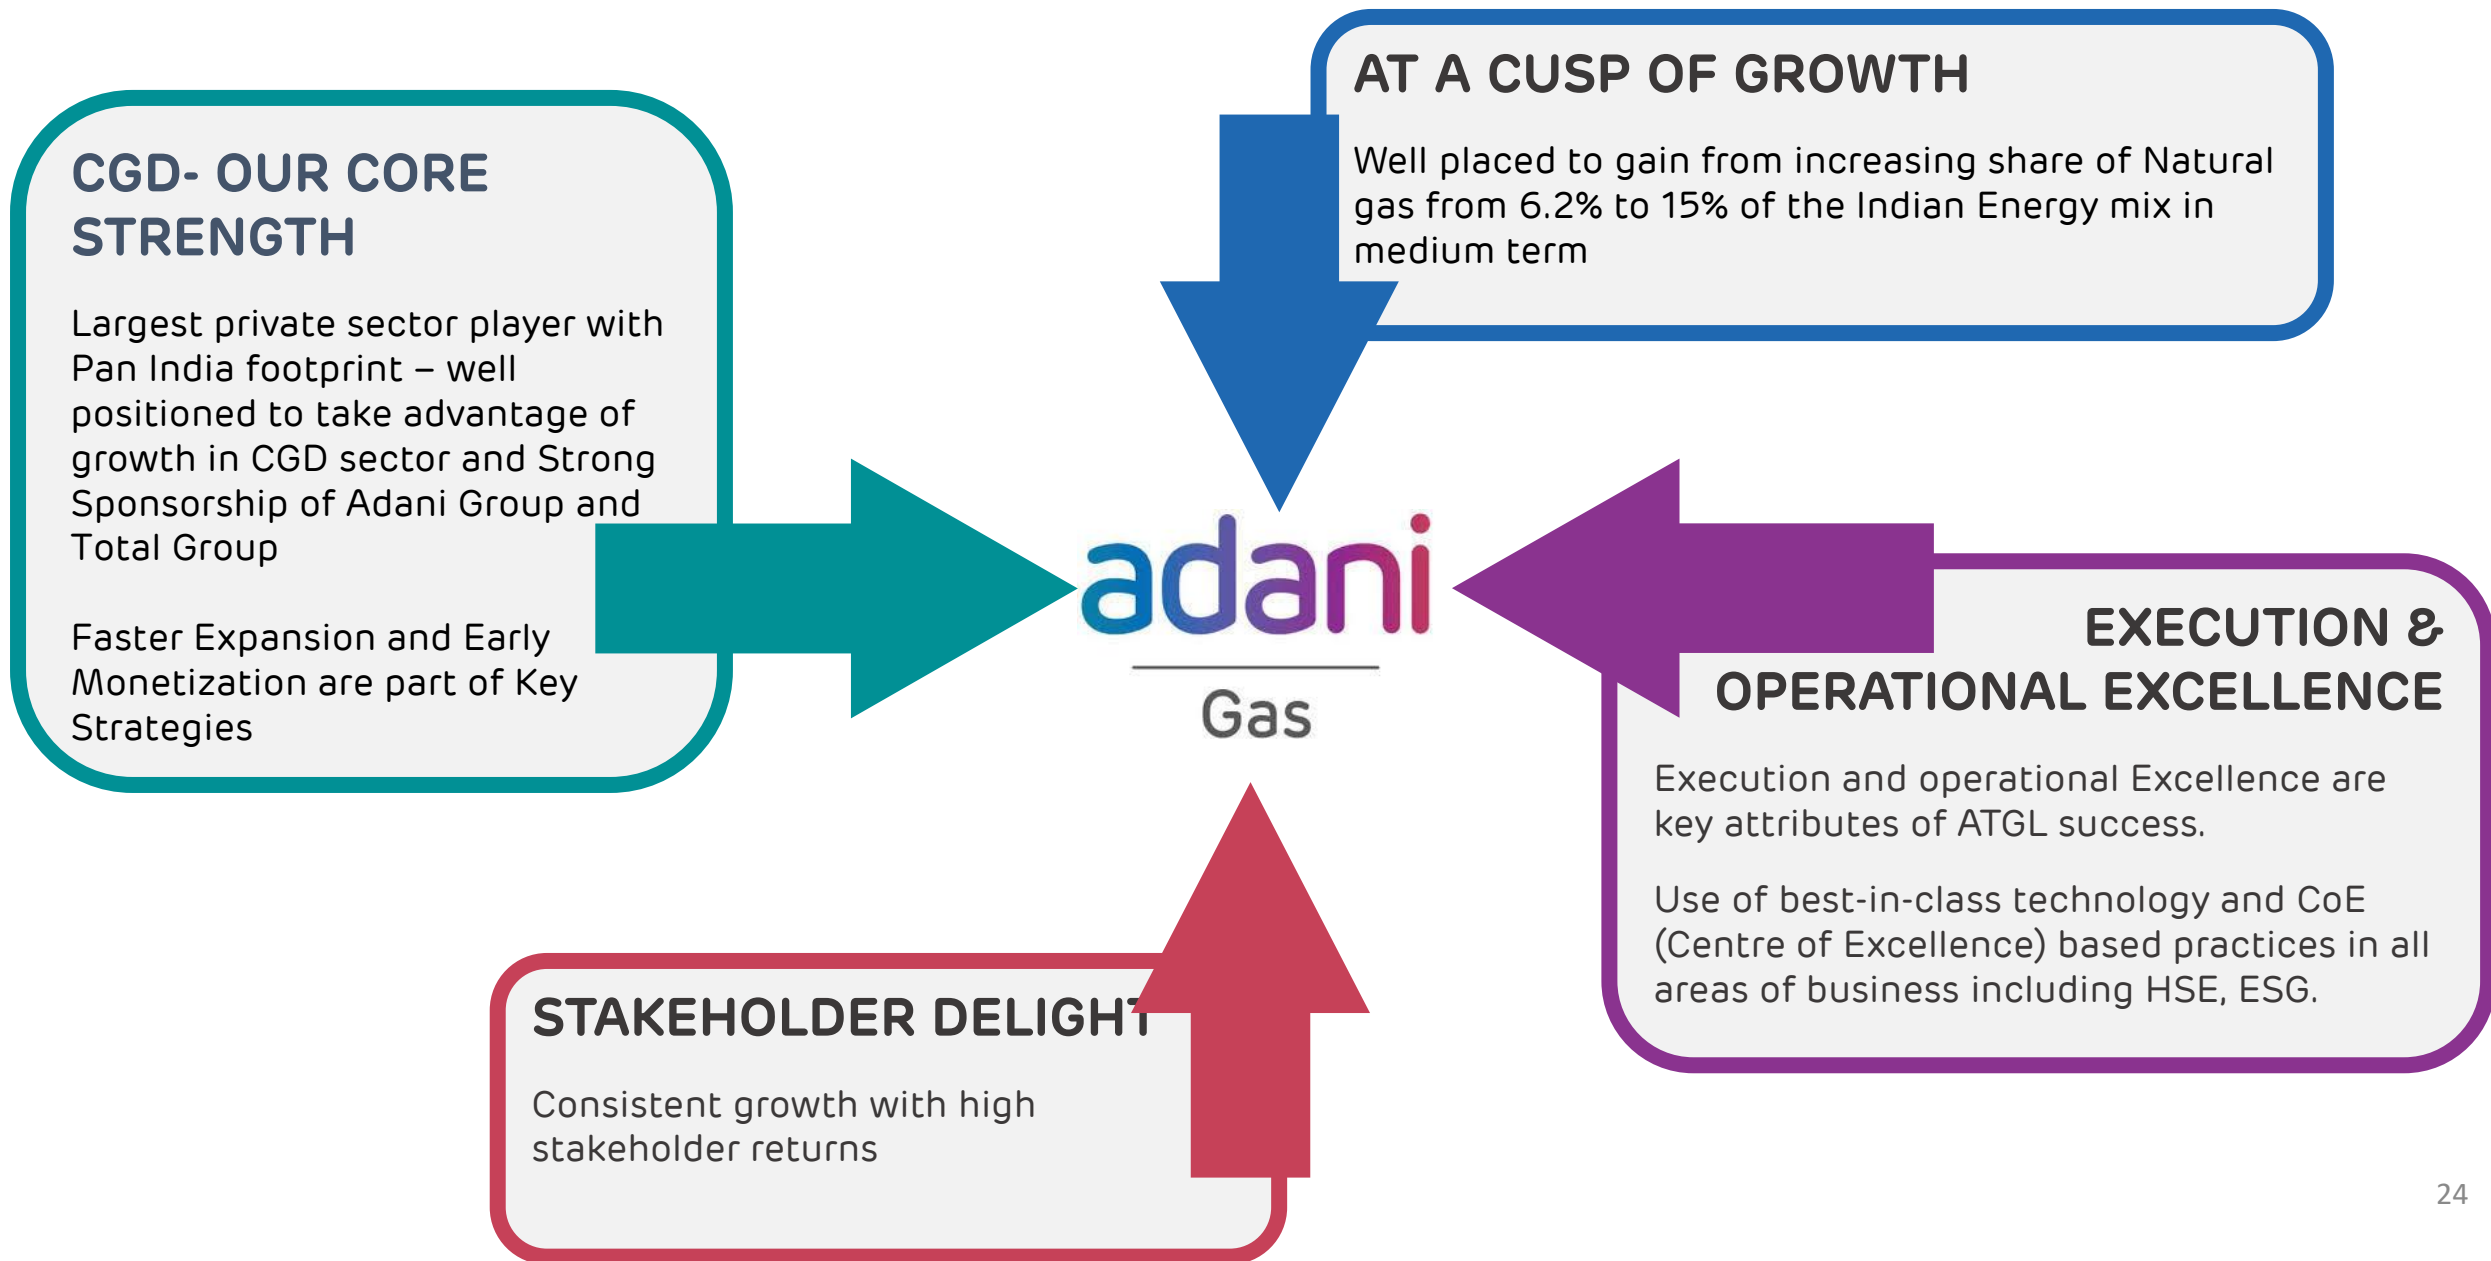 CGD- OUR CORE
STRENGTH
Largest private sector player with
Pan India footprint – well
positioned to take advantage of
growth in CGD sector and Strong
Sponsorship of Adani Group and
Total Group
Faster Expansion and Early
Monetization are part of Key
Strategies
AT A CUSP OF GROWTH
Well placed to gain from increasing share of Natural
gas from 6.2% to 15% of the Indian Energy mix in
medium term
adani
Gas
EXECUTION &
OPERATIONAL EXCELLENCE
Execution and operational Excellence are
key attributes of ATGL success.
Use of best-in-class technology and CoE
(Centre of Excellence) based practices in all
areas of business including HSE, ESG.
STAKEHOLDER DELIGHT
Consistent growth with high
stakeholder returns
24